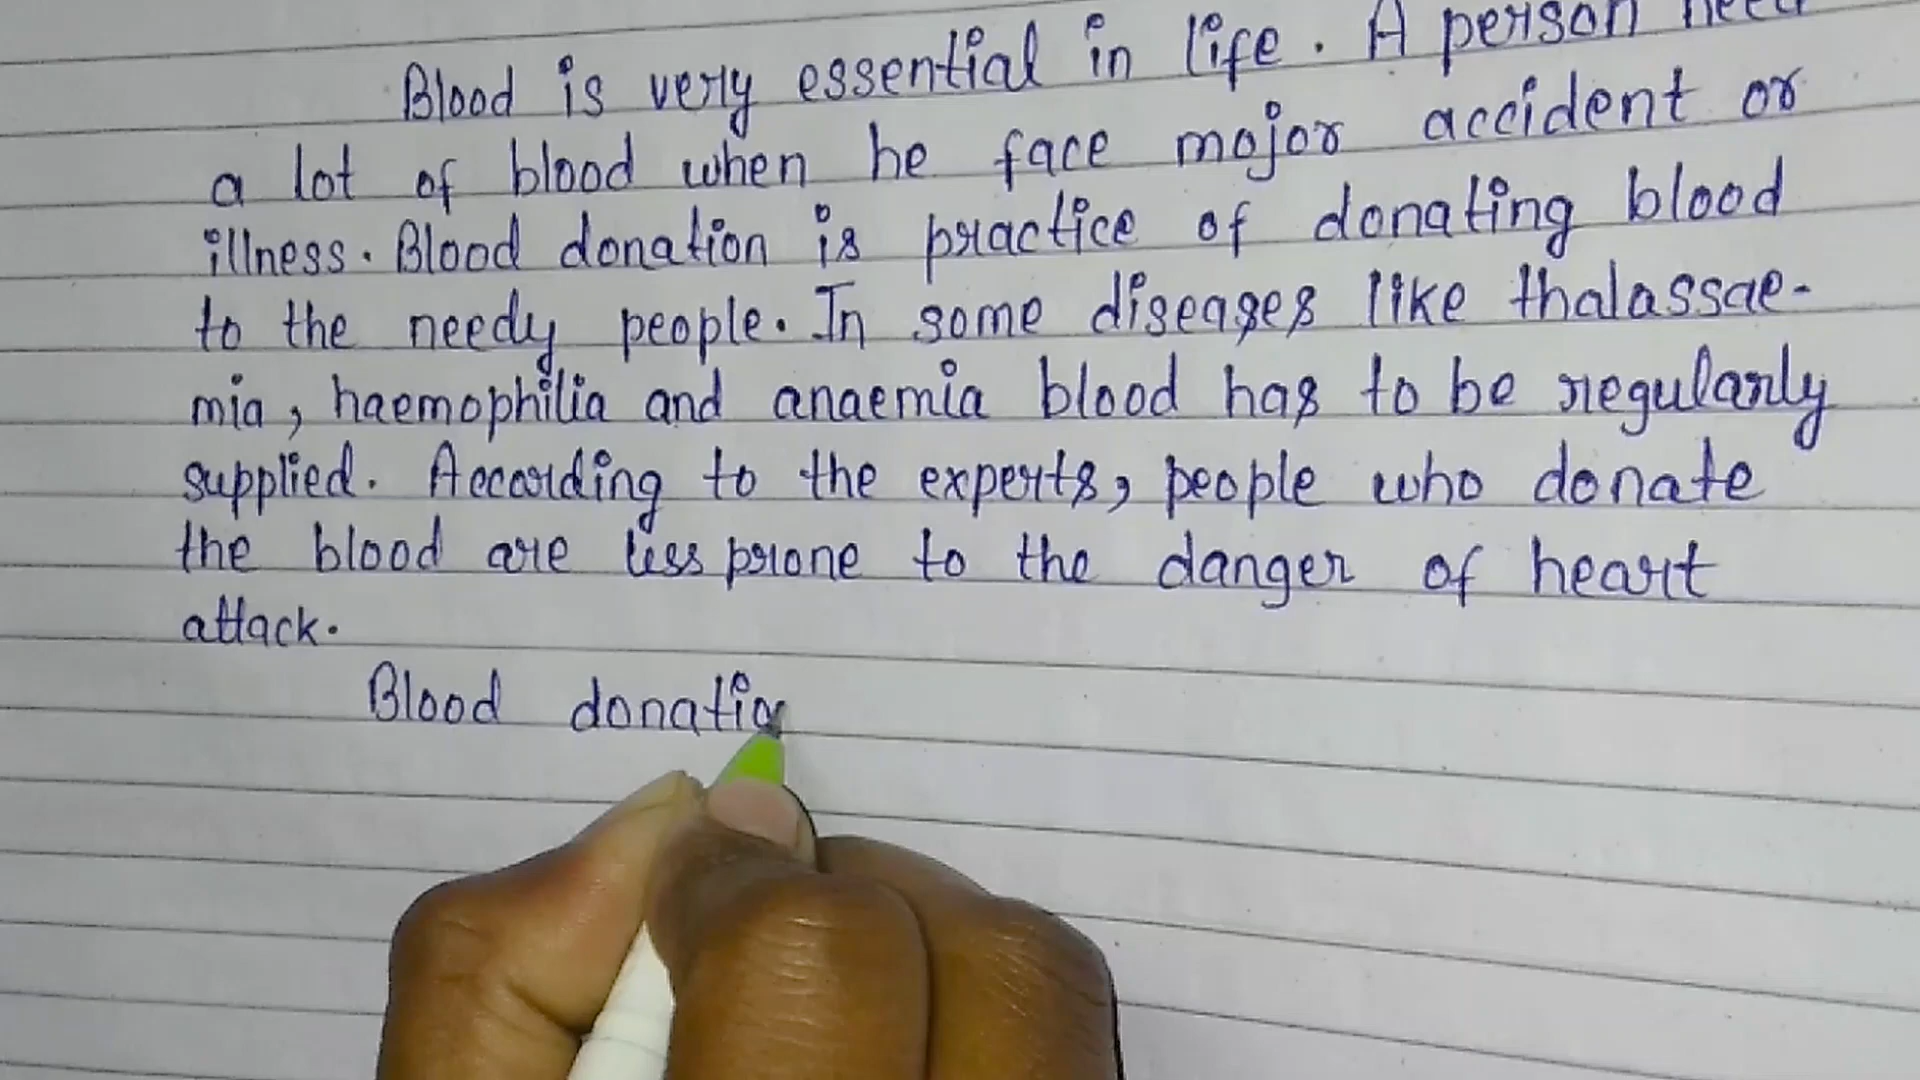 Blood is very essential in life. A person need
a lot of blood when he face major accident or
illness. Blood donation is practice of donating blood
to the needy people. In some diseases like thalassae-
mia, haemophilia and anaemia blood has to be regularly
supplied. According to the experts, people who donate
the blood are less prone to the danger of heart
attack.
Blood donatio